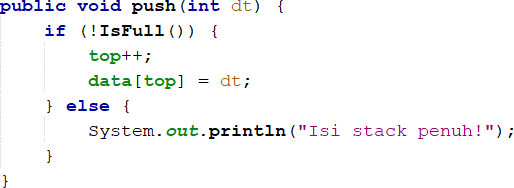 public void push(int dt) {
    if (!IsFull()) {
        top++;
        data[top] = dt;
    } else {
        System.out.println("Isi stack penuh!");
    }
}